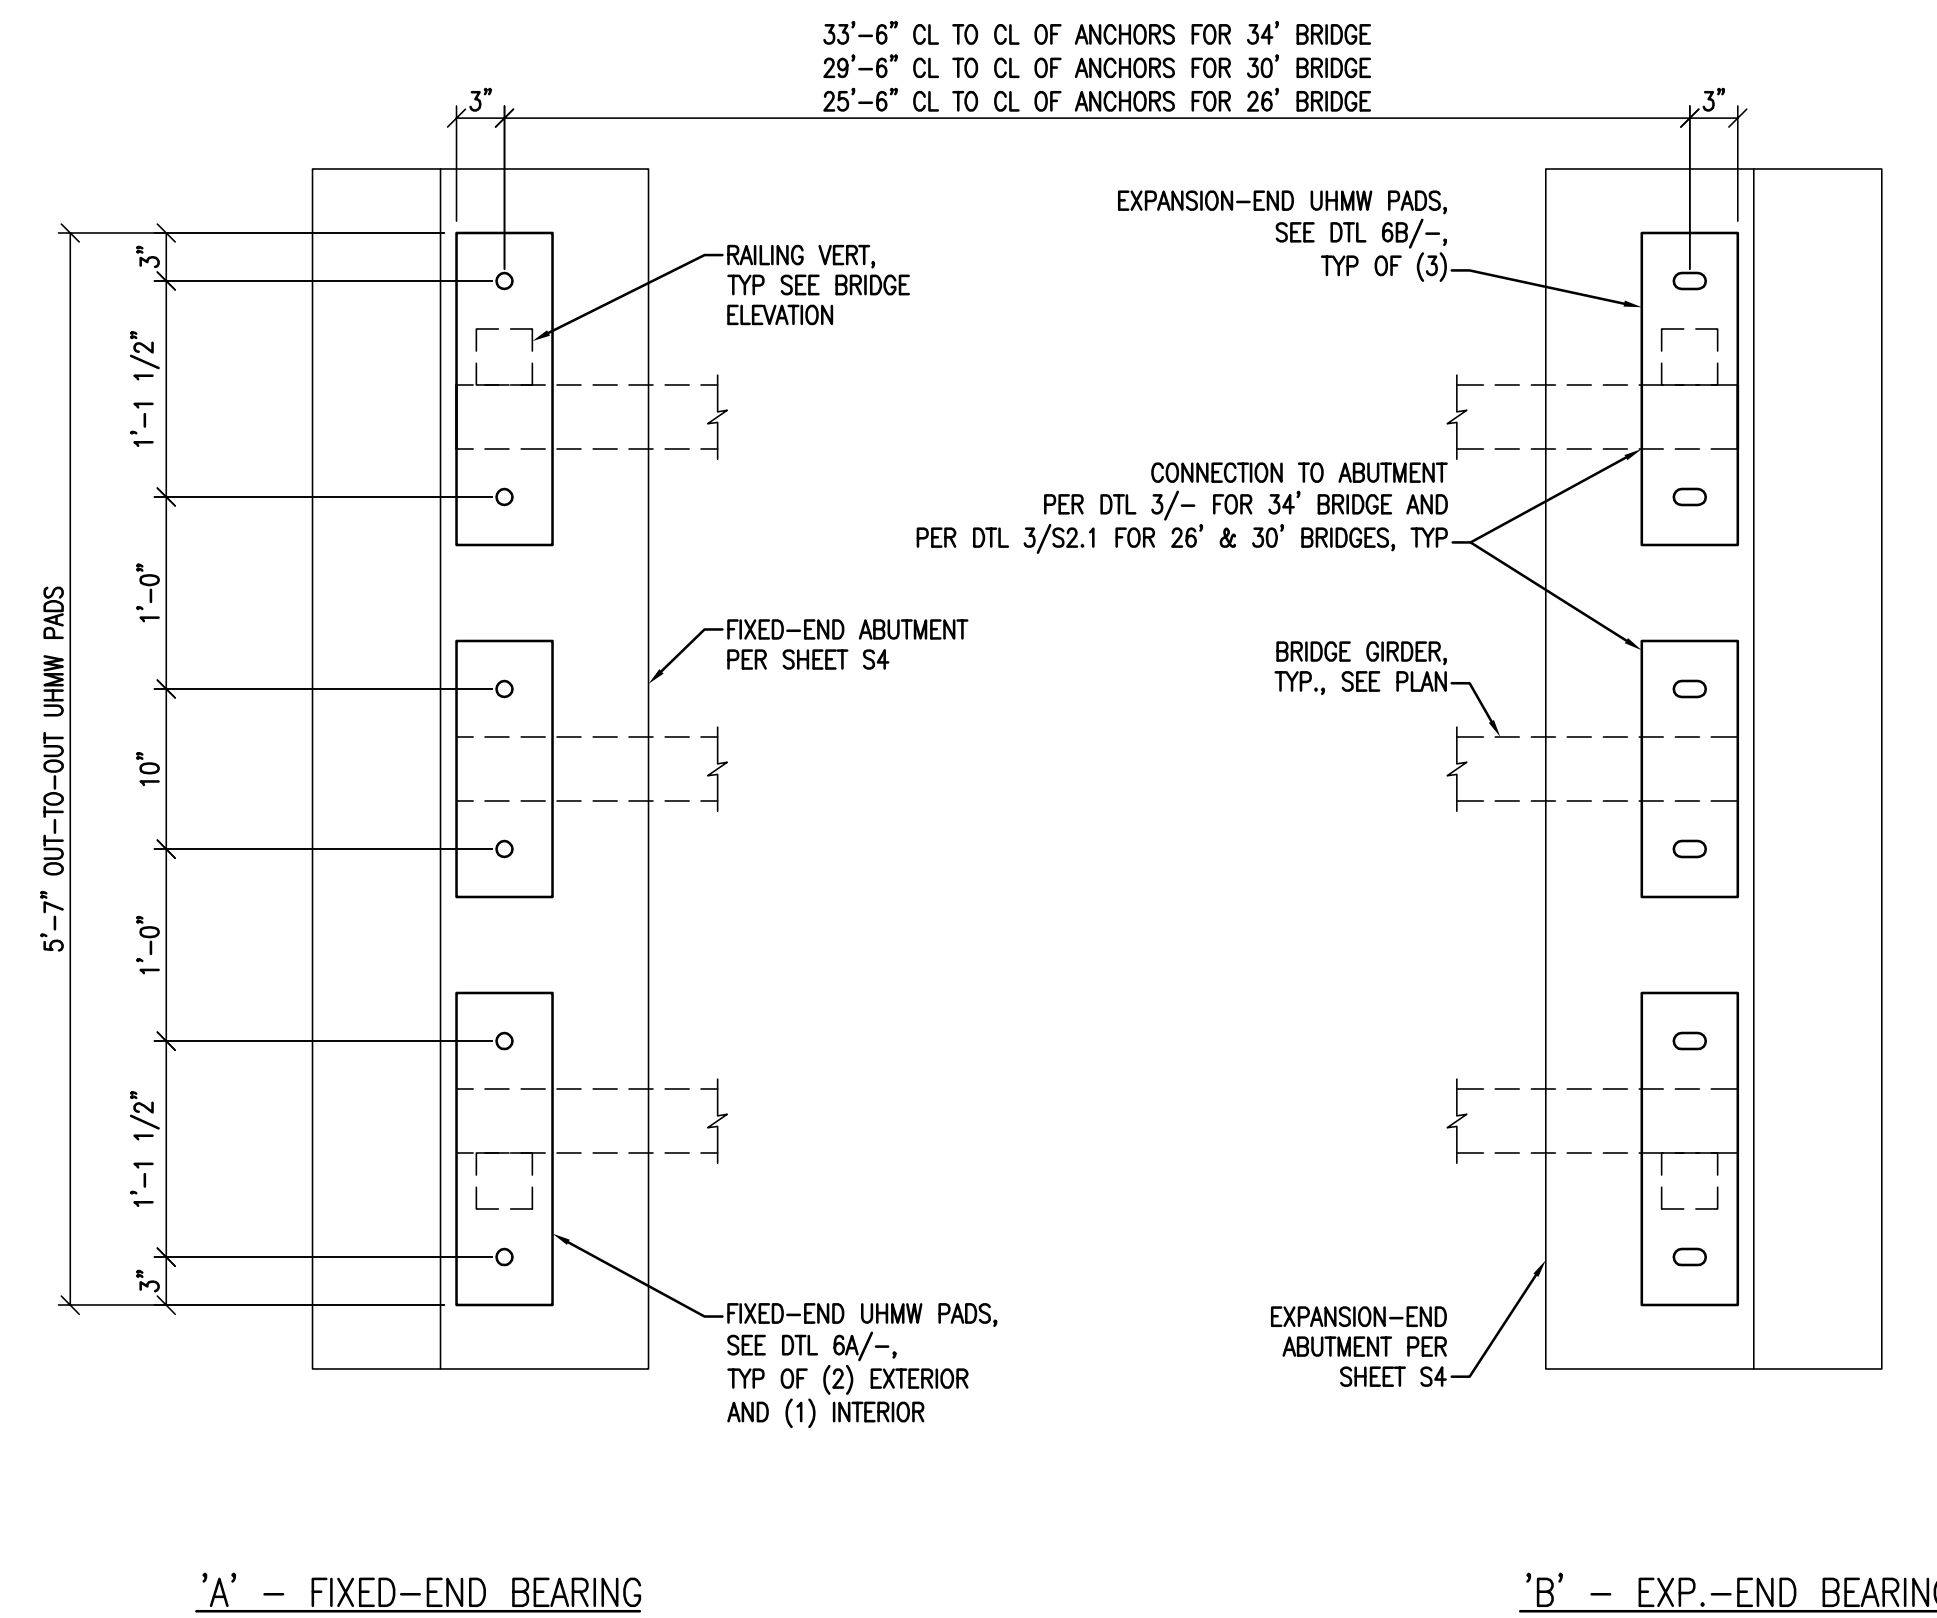 33'-6" CL TO CL OF ANCHORS FOR 34' BRIDGE
29'-6" CL TO CL OF ANCHORS FOR 30' BRIDGE
25'-6" CL TO CL OF ANCHORS FOR 26' BRIDGE
3"
3"
EXPANSION-END UHMW PADS,
SEE DTL 6B/-,
TYP OF (3)
RAILING VERT,
TYP SEE BRIDGE
ELEVATION
3"
1'-1 1/2"
1'-0"
10"
1'-0"
1'-1 1/2"
3"
5'-7" OUT-TO-OUT UHMW PADS
CONNECTION TO ABUTMENT
PER DTL 3/- FOR 34' BRIDGE AND
PER DTL 3/S2.1 FOR 26' & 30' BRIDGES, TYP
FIXED-END ABUTMENT
PER SHEET S4
BRIDGE GIRDER,
TYP., SEE PLAN
FIXED-END UHMW PADS,
SEE DTL 6A/-,
TYP OF (2) EXTERIOR
AND (1) INTERIOR
EXPANSION-END
ABUTMENT PER
SHEET S4
'A' - FIXED-END BEARING
'B' - EXP.-END BEARING